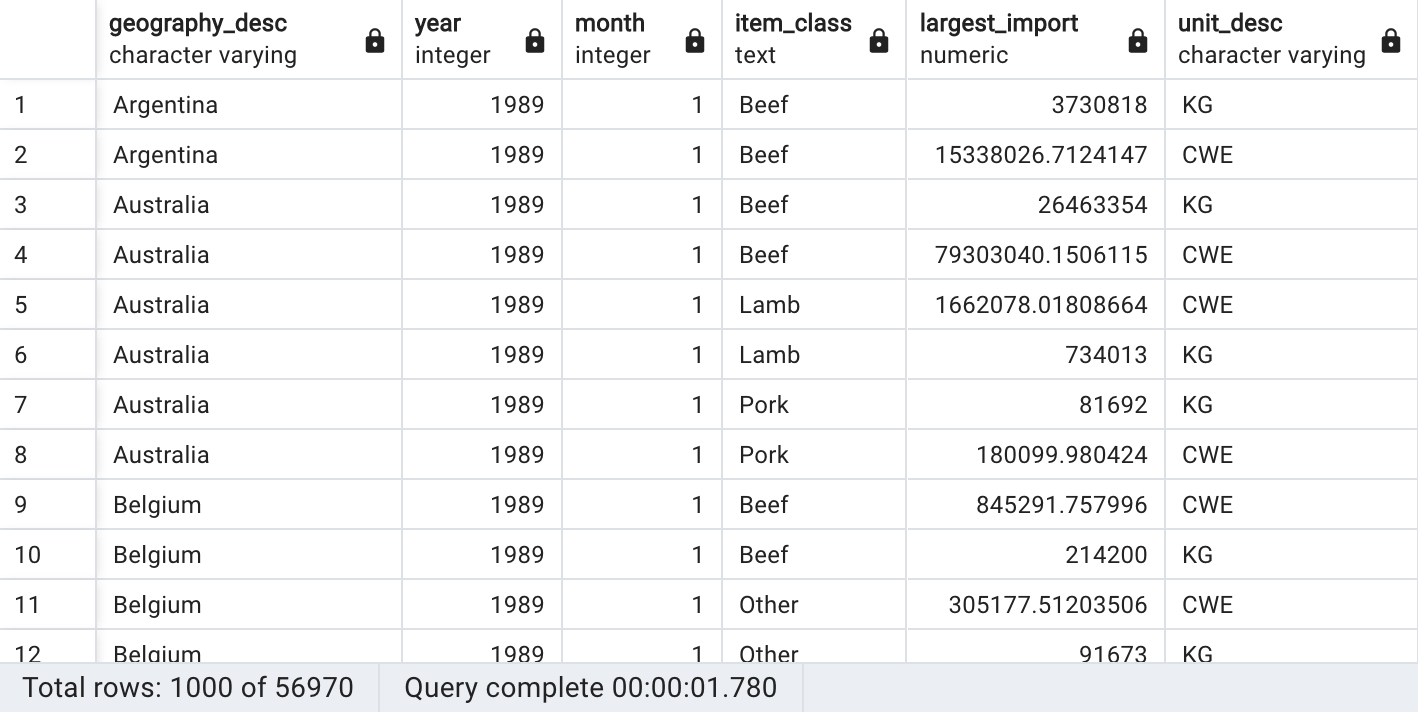 geography_desc year month item_class largest_import unit_desc
character varying integer integer text numeric character varying
1 Argentina 1989 1 Beef 3730818 KG
2 Argentina 1989 1 Beef 15338026.7124147 CWE
3 Australia 1989 1 Beef 26463354 KG
4 Australia 1989 1 Beef 79303040.1506115 CWE
5 Australia 1989 1 Lamb 1662078.01808664 CWE
6 Australia 1989 1 Lamb 734013 KG
7 Australia 1989 1 Pork 81692 KG
8 Australia 1989 1 Pork 180099.980424 CWE
9 Belgium 1989 1 Beef 845291.757996 CWE
10 Belgium 1989 1 Beef 214200 KG
11 Belgium 1989 1 Other 305177.51203506 CWE
12 Belgium 1989 1 Other 91673 KG
Total rows: 1000 of 56970 Query complete 00:00:01.780